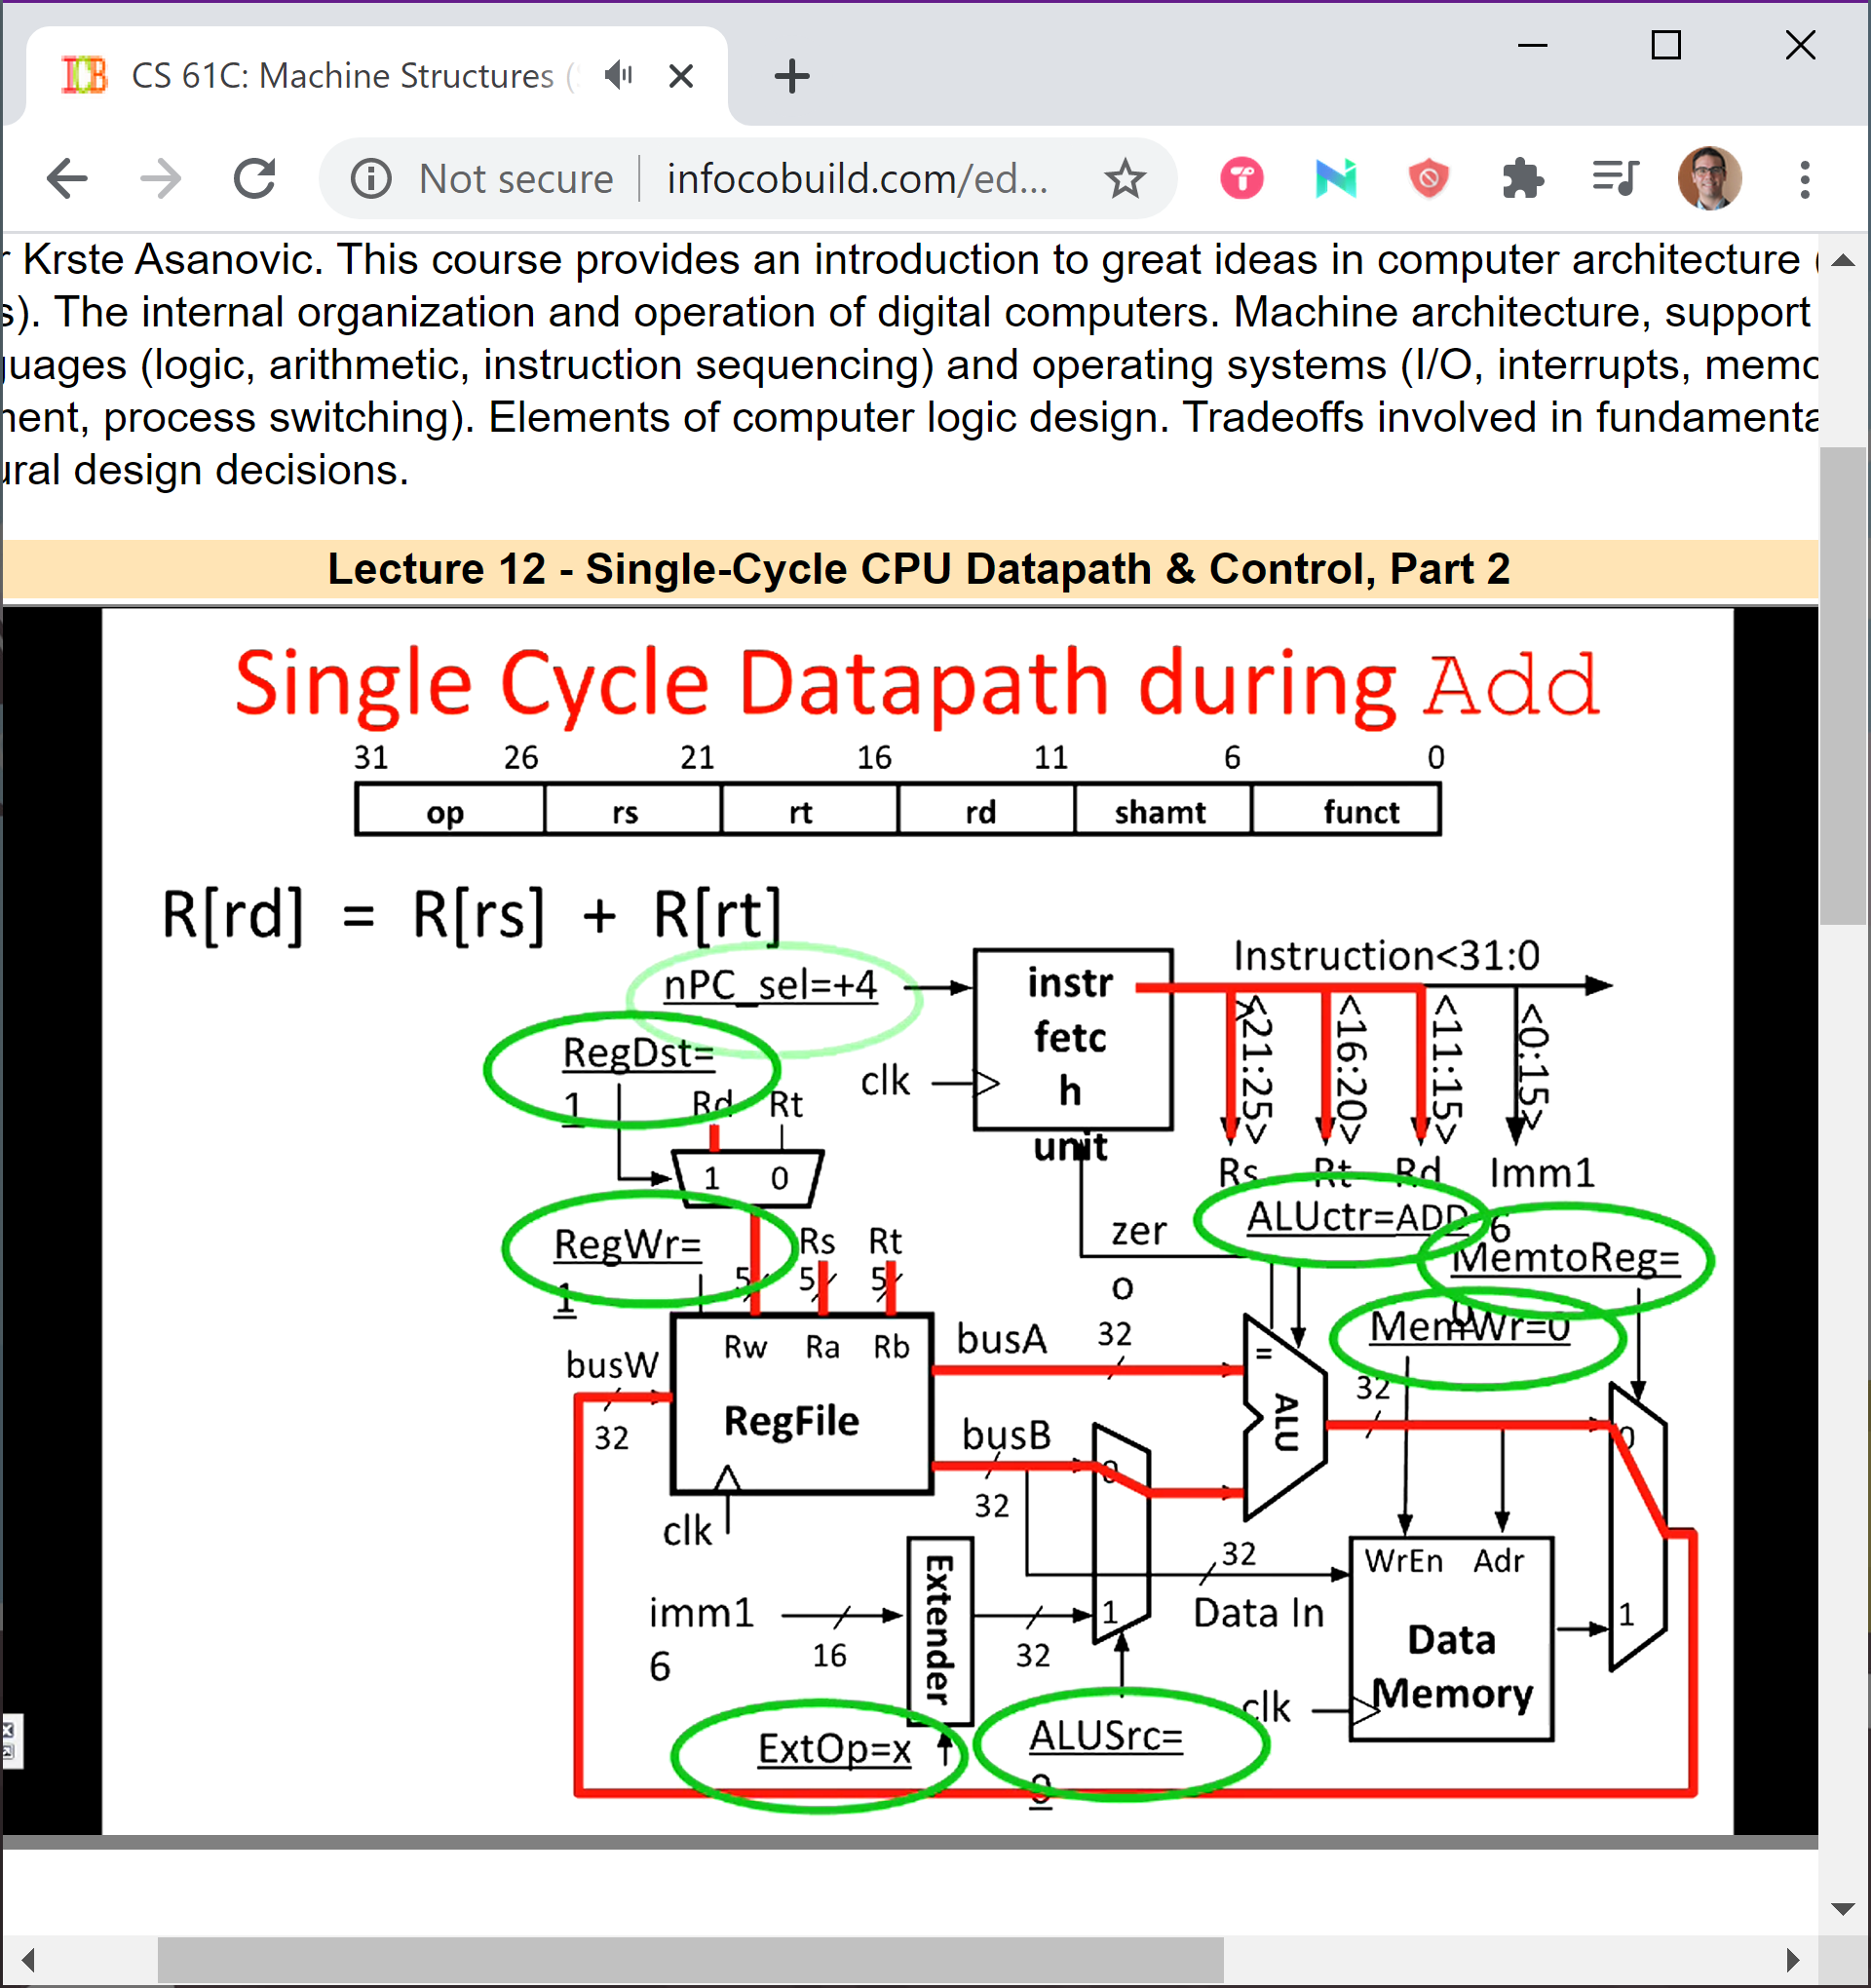 CS 61C: Machine Structures (
Not secure
infocobuild.com/ed...
r Krste Asanovic. This course provides an introduction to great ideas in computer architecture (
s). The internal organization and operation of digital computers. Machine architecture, support
uages (logic, arithmetic, instruction sequencing) and operating systems (I/O, interrupts, memo
nent, process switching). Elements of computer logic design. Tradeoffs involved in fundamenta
ural design decisions.
Lecture 12 - Single-Cycle CPU Datapath & Control, Part 2
Single Cycle Datapath during Add
31 26 21 16 11 6 0
op rs rt rd shamt funct
R[rd] = R[rs] + R[rt]
nPC_sel=+4
instr
fetc
h
unit
clk
Instruction<31:0
>
<21:25>
<16:20>
<11:15>
<0:15>
Rs Rt Rd Imm1
6
RegDst=
1
Rd Rt
1 0
RegWr=
1
Rs Rt
5 5 5
zer
o
ALUctr=ADD
MemtoReg=
0
MemWr=0
busW
32
Rw Ra Rb
RegFile
clk
busA
32
busB
32
=
ALU
32
0
1
0
1
imm1
6
16
Extender
32
32
Data In
WrEn Adr
Data
Memory
clk
ExtOp=x
ALUSrc=
0